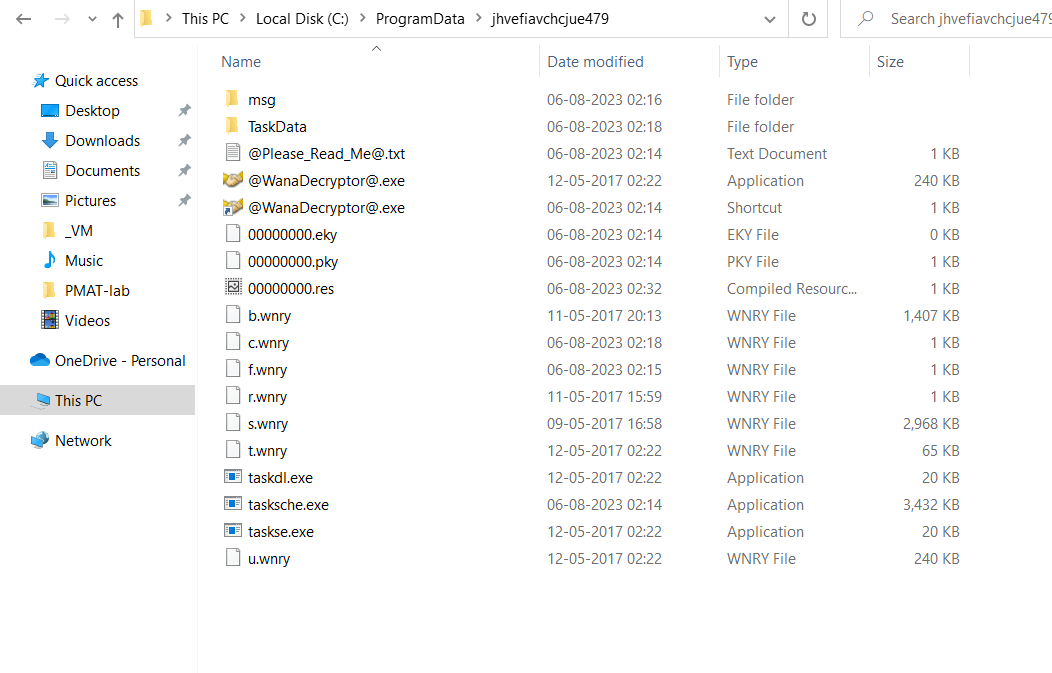 This PC > Local Disk (C:) > ProgramData > jhvefiavchcjue479 Search jhvefiavchcjue479
Name Date modified Type Size
Quick access
Desktop
Downloads
Documents
Pictures
_VM
Music
PMAT-lab
Videos
OneDrive - Personal
This PC
Network
msg 06-08-2023 02:16 File folder
TaskData 06-08-2023 02:18 File folder
@Please_Read_Me@.txt 06-08-2023 02:14 Text Document 1 KB
@WanaDecryptor@.exe 12-05-2017 02:22 Application 240 KB
@WanaDecryptor@.exe 06-08-2023 02:14 Shortcut 1 KB
00000000.eky 06-08-2023 02:14 EKY File 0 KB
00000000.pky 06-08-2023 02:14 PKY File 1 KB
00000000.res 06-08-2023 02:32 Compiled Resourc... 1 KB
b.wnry 11-05-2017 20:13 WNRY File 1,407 KB
c.wnry 06-08-2023 02:18 WNRY File 1 KB
f.wnry 06-08-2023 02:15 WNRY File 1 KB
r.wnry 11-05-2017 15:59 WNRY File 1 KB
s.wnry 09-05-2017 16:58 WNRY File 2,968 KB
t.wnry 12-05-2017 02:22 WNRY File 65 KB
taskdl.exe 12-05-2017 02:22 Application 20 KB
tasksche.exe 06-08-2023 02:14 Application 3,432 KB
taskse.exe 12-05-2017 02:22 Application 20 KB
u.wnry 12-05-2017 02:22 WNRY File 240 KB